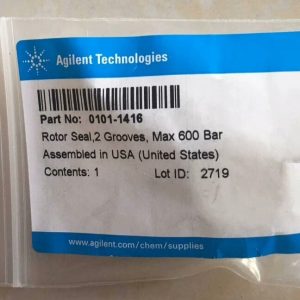 Agilent Technologies
Part No: 0101-1416
Rotor Seal,2 Grooves, Max 600 Bar
Assembled in USA (United States)
Contents: 1 Lot ID: 2719
www.agilent.com/chem/supplies